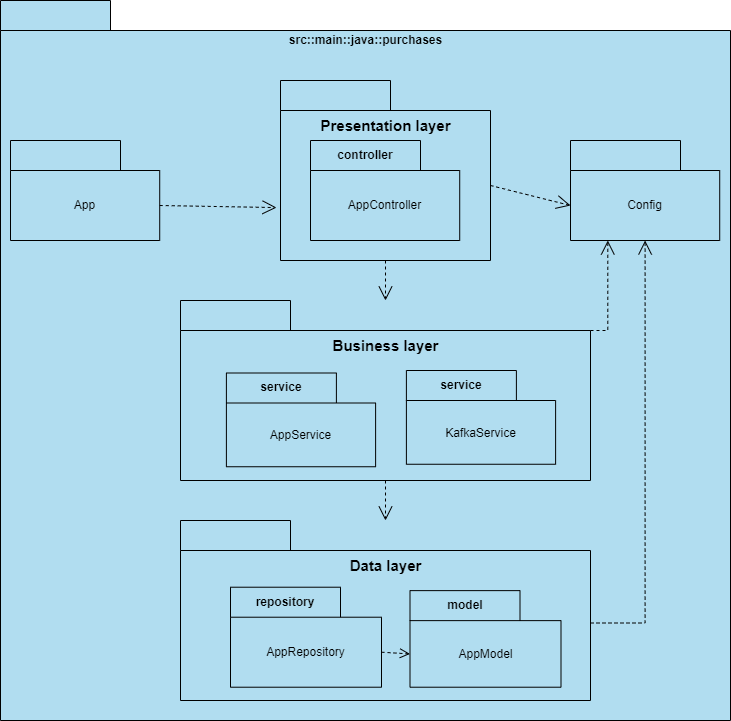 src::main::java::purchases
Presentation layer
controller
AppController
App
Config
Business layer
service
AppService
service
KafkaService
Data layer
repository
AppRepository
model
AppModel